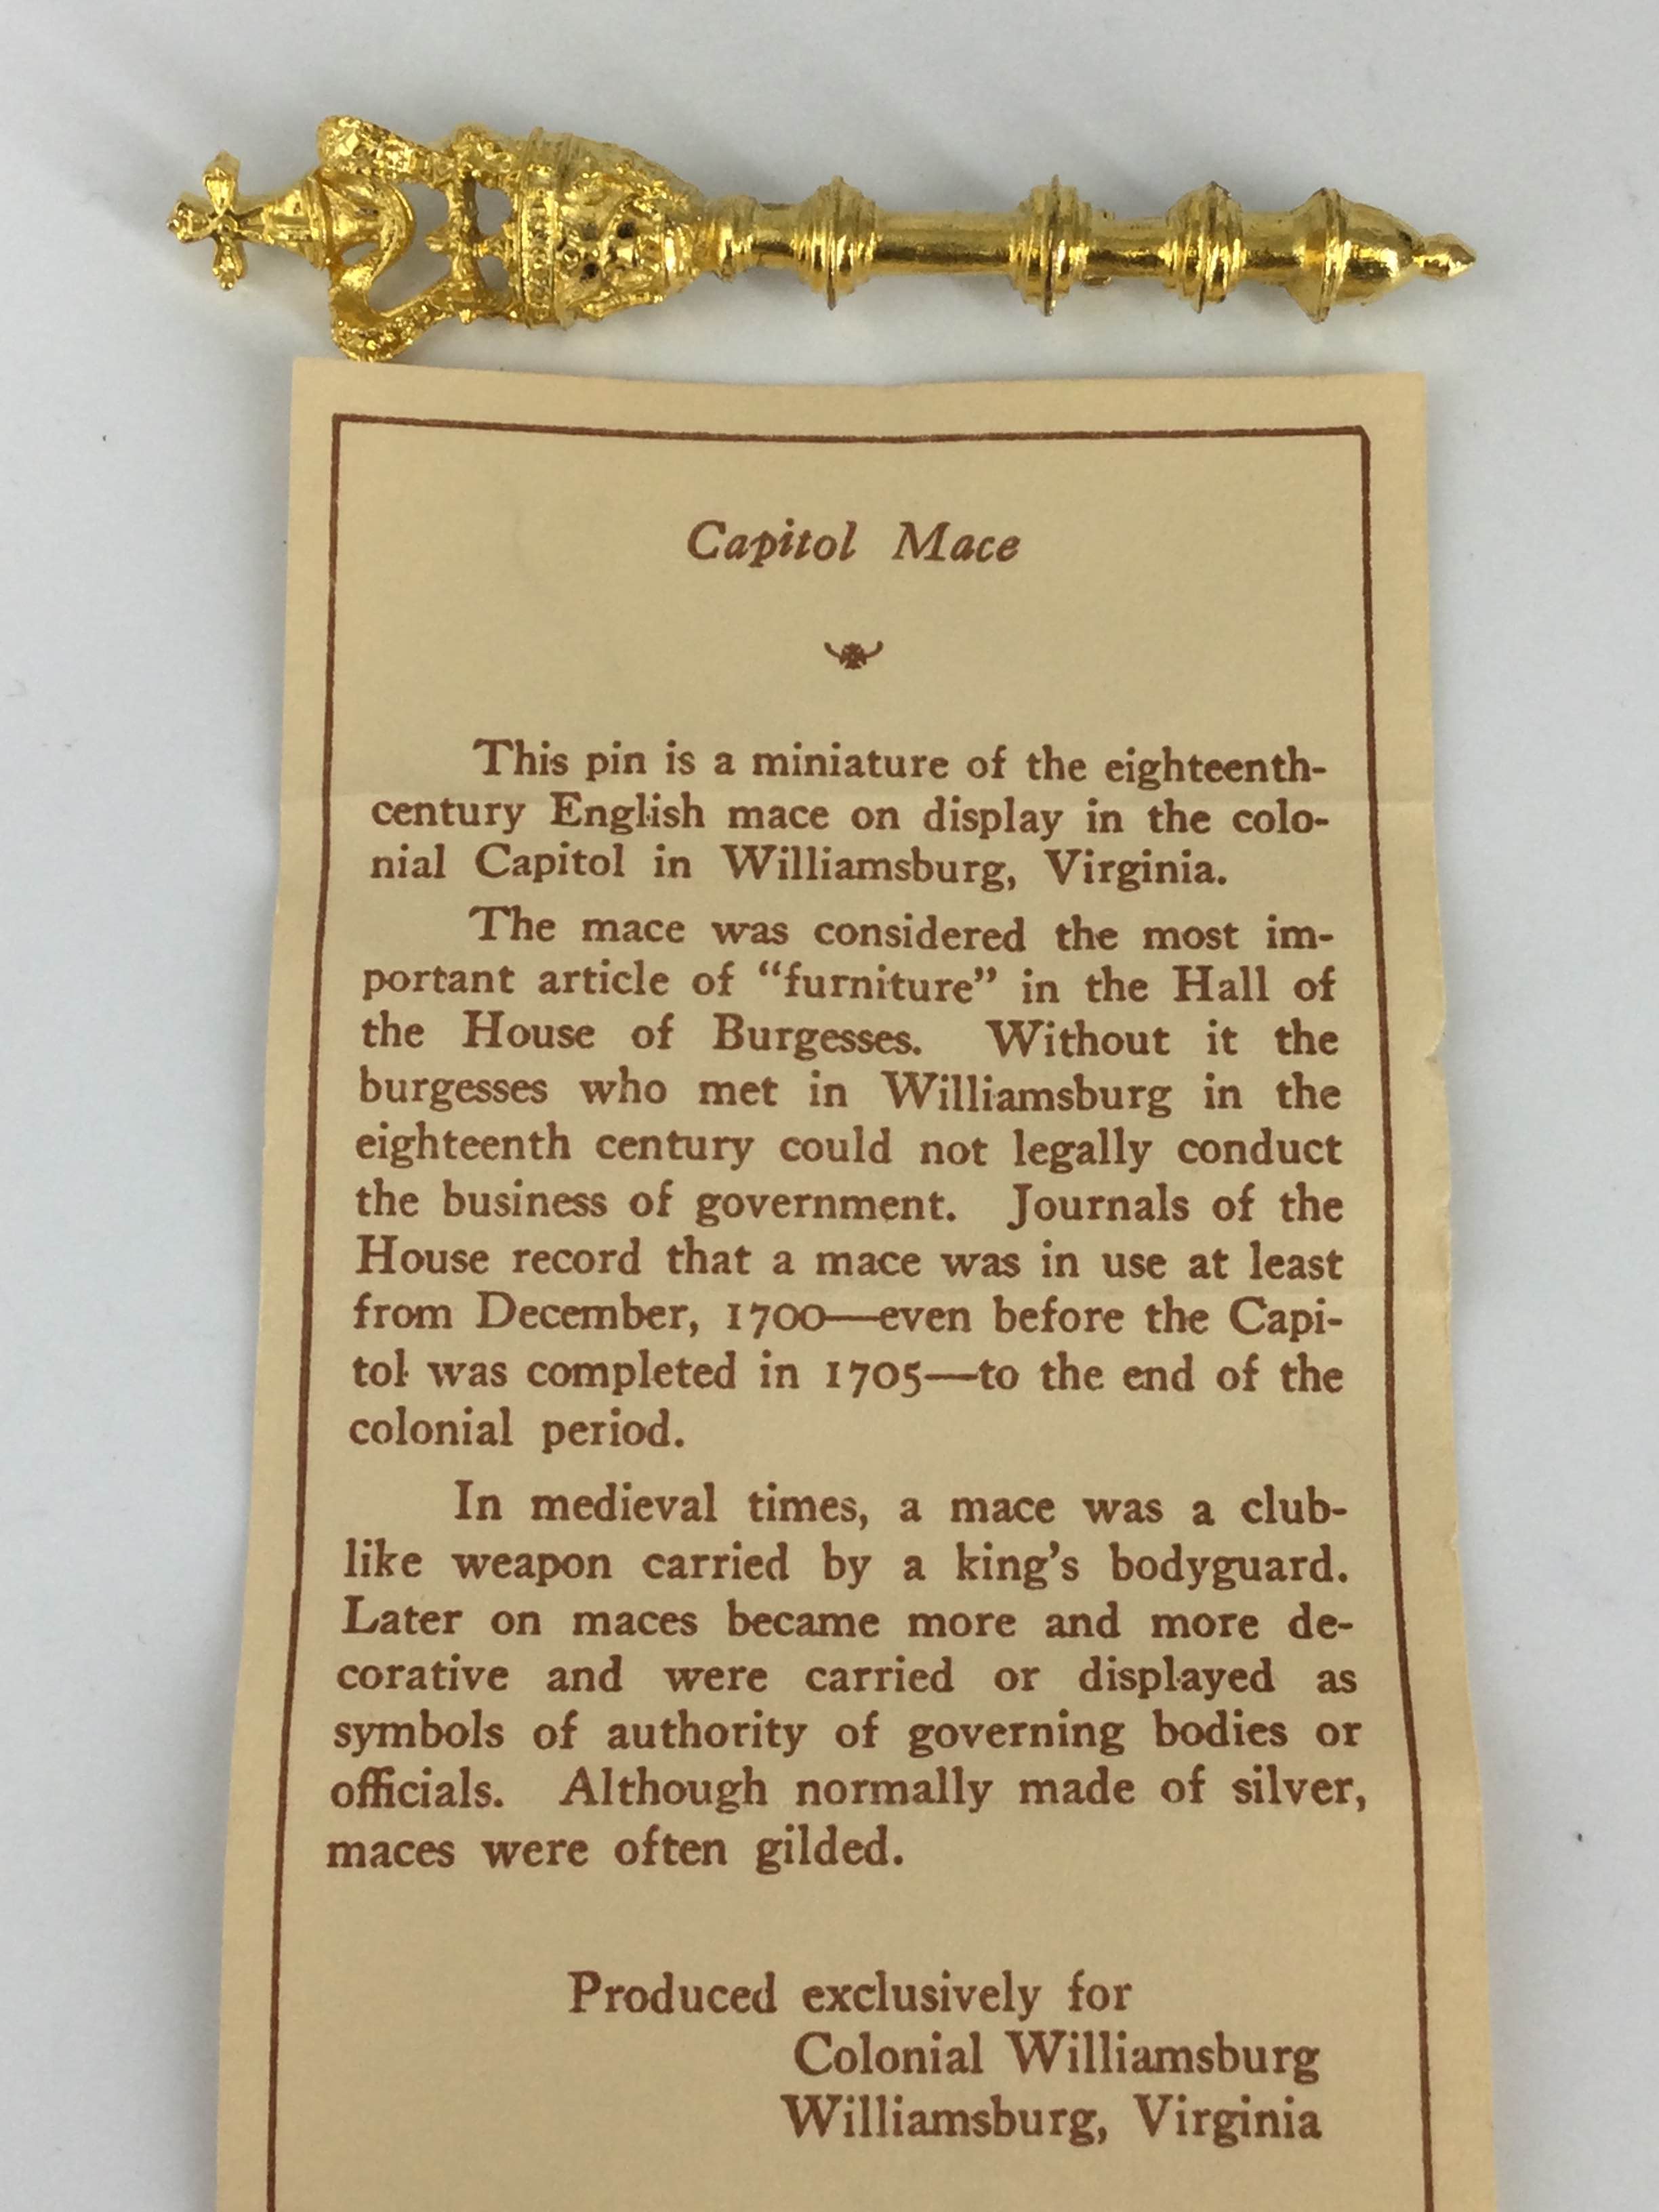 Capitol Mace
This pin is a miniature of the eighteenth-
century English mace on display in the colo-
nial Capitol in Williamsburg, Virginia.
The mace was considered the most im-
portant article of “furniture” in the Hall of
the House of Burgesses. Without it the
burgesses who met in Williamsburg in the
eighteenth century could not legally conduct
the business of government. Journals of the
House record that a mace was in use at least
from December, 1700—even before the Capi-
tol was completed in 1705—to the end of the
colonial period.
In medieval times, a mace was a club-
like weapon carried by a king’s bodyguard.
Later on maces became more and more de-
corative and were carried or displayed as
symbols of authority of governing bodies or
officials. Although normally made of silver,
maces were often gilded.
Produced exclusively for
Colonial Williamsburg
Williamsburg, Virginia